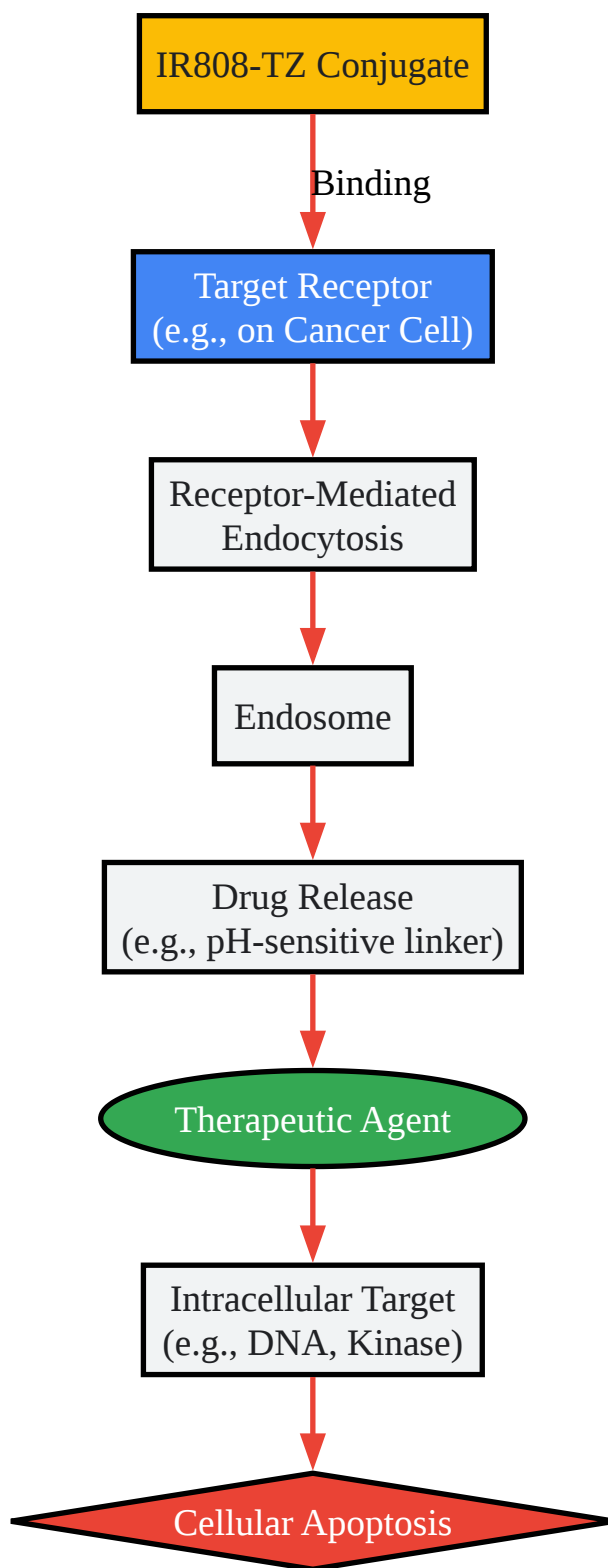 IR808-TZ Conjugate
Binding
Target Receptor
(e.g., on Cancer Cell)
Receptor-Mediated
Endocytosis
Endosome
Drug Release
(e.g., pH-sensitive linker)
Therapeutic Agent
Intracellular Target
(e.g., DNA, Kinase)
Cellular Apoptosis